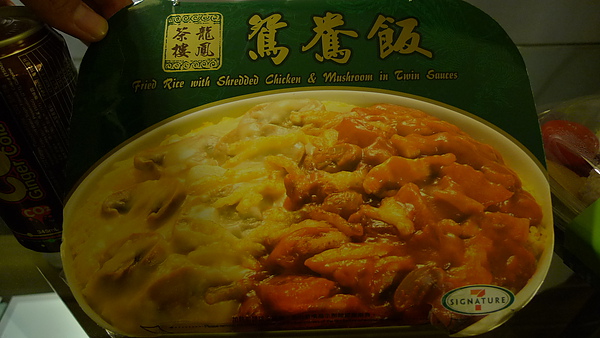 龍鳳
茶樓
鴛鴦飯
Fried Rice with Shredded Chicken & Mushroom in Twin Sauces
7
SIGNATURE
Ginger Cola